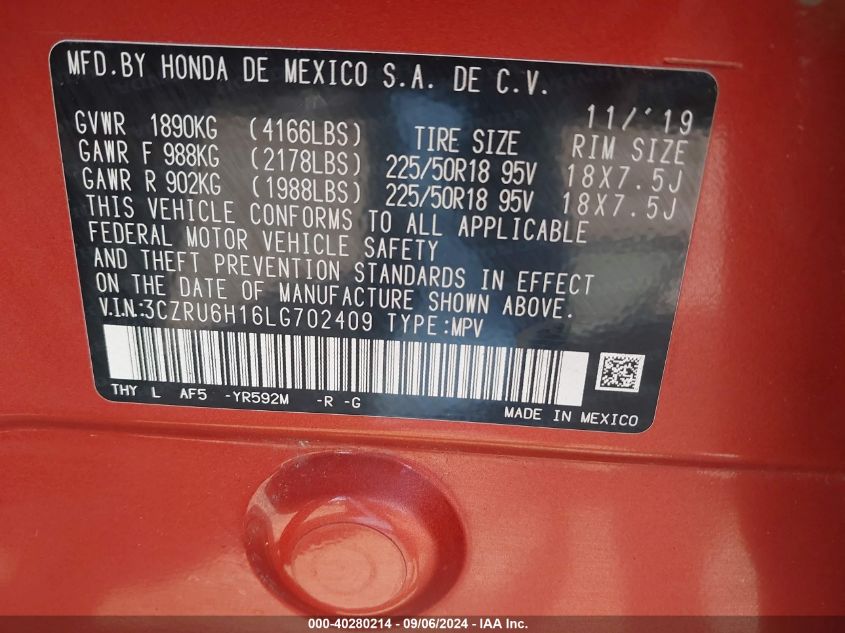 MFD.BY HONDA DE MEXICO S.A. DE C.V.
11/'19
GVWR 1890KG (4166LBS) TIRE SIZE RIM SIZE
GAWR F 988KG (2178LBS) 225/50R18 95V 18X7.5J
GAWR R 902KG (1988LBS) 225/50R18 95V 18X7.5J
THIS VEHICLE CONFORMS TO ALL APPLICABLE
FEDERAL MOTOR VEHICLE SAFETY
AND THEFT PREVENTION STANDARDS IN EFFECT
ON THE DATE OF MANUFACTURE SHOWN ABOVE.
V.I.N.:3CZRU6H16LG702409 TYPE:MPV
THY L AF5 -YR592M -R -G
MADE IN MEXICO
000-40280214 - 09/06/2024 - IAA Inc.